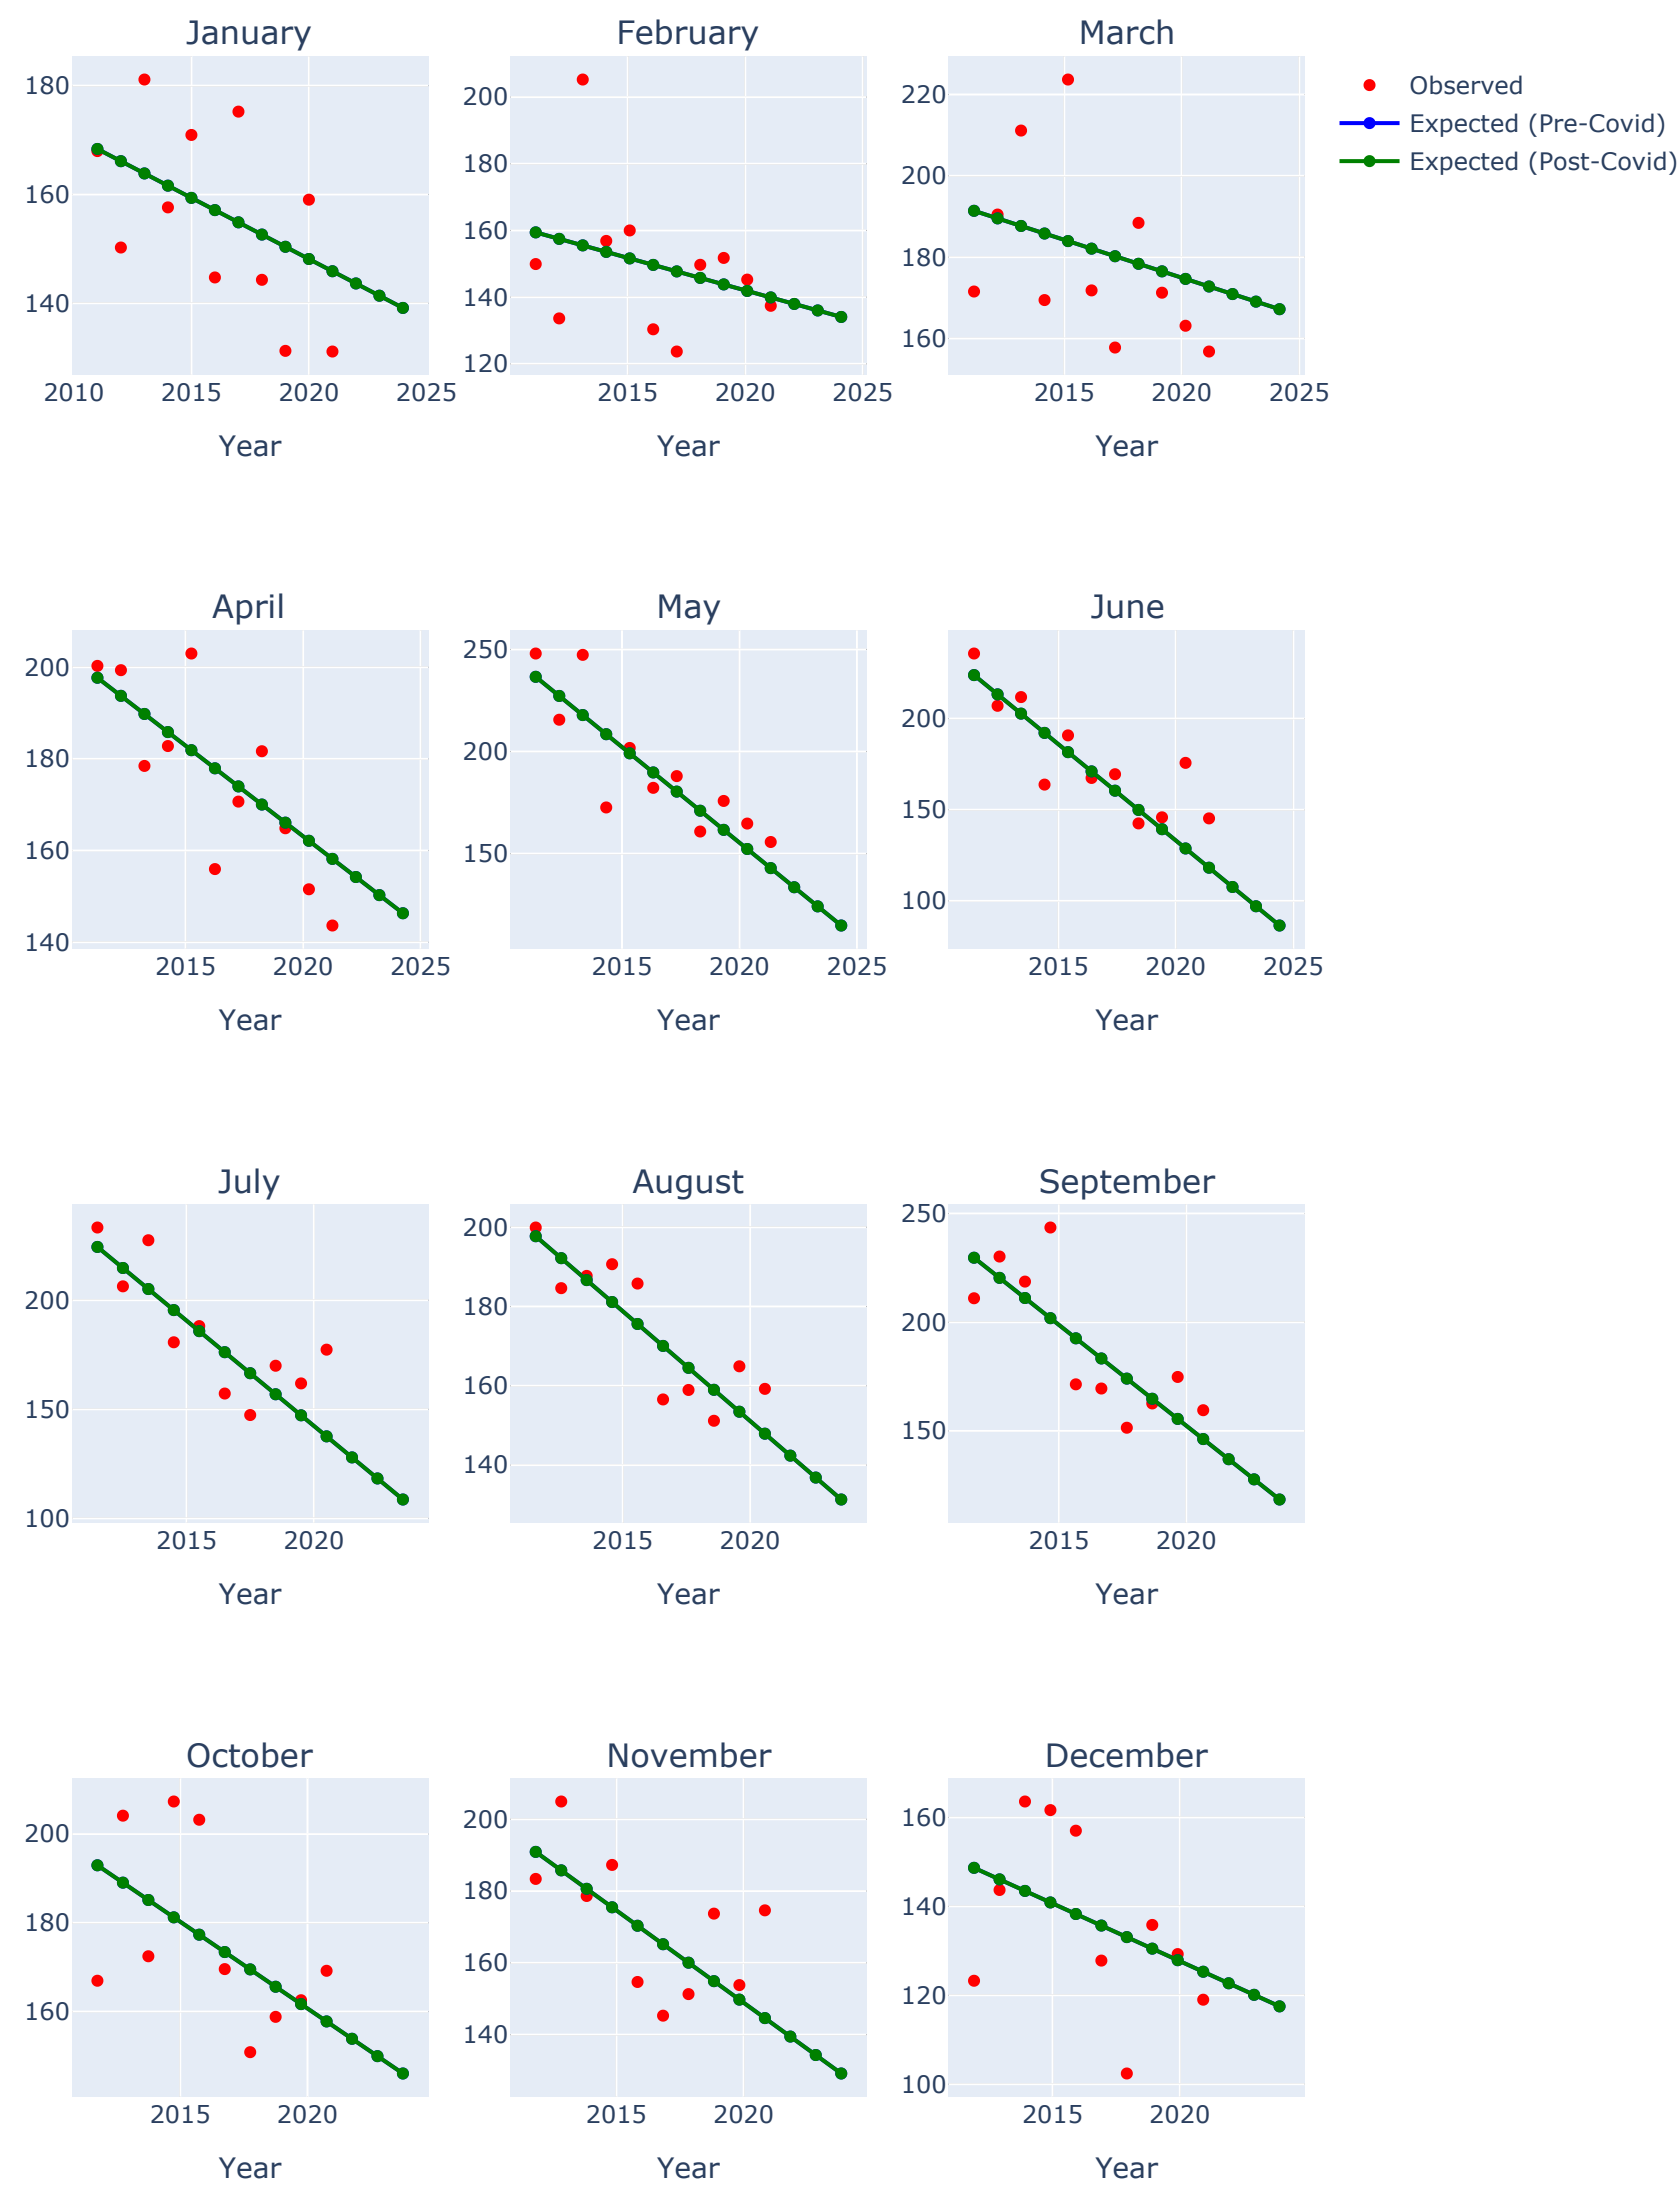 January February March
180
160
140
2010 2015 2020 2025
Year
200
180
160
140
120
2015 2020 2025
Year
220
200
180
160
2015 2020 2025
Year
Observed
Expected (Pre-Covid)
Expected (Post-Covid)
April May June
200
180
160
140
2015 2020 2025
Year
250
200
150
2015 2020 2025
Year
200
150
100
2015 2020 2025
Year
July August September
200
150
100
2015 2020
Year
200
180
160
140
2015 2020
Year
250
200
150
2015 2020
Year
October November December
200
180
160
2015 2020
Year
200
180
160
140
2015 2020
Year
160
140
120
100
2015 2020
Year